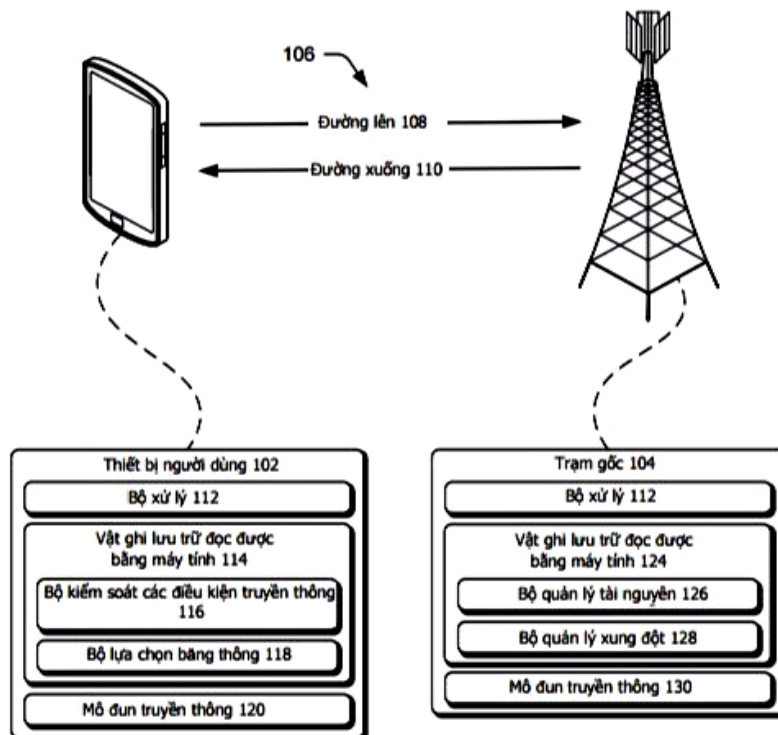 106
Đường lên 108
Đường xuống 110
Thiết bị người dùng 102
Bộ xử lý 112
Vật ghi lưu trữ đọc được
bằng máy tính 114
Bộ kiểm soát các điều kiện truyền thông
116
Bộ lựa chọn băng thông 118
Mô đun truyền thông 120
Trạm gốc 104
Bộ xử lý 112
Vật ghi lưu trữ đọc được
bằng máy tính 124
Bộ quản lý tài nguyên 126
Bộ quản lý xung đột 128
Mô đun truyền thông 130